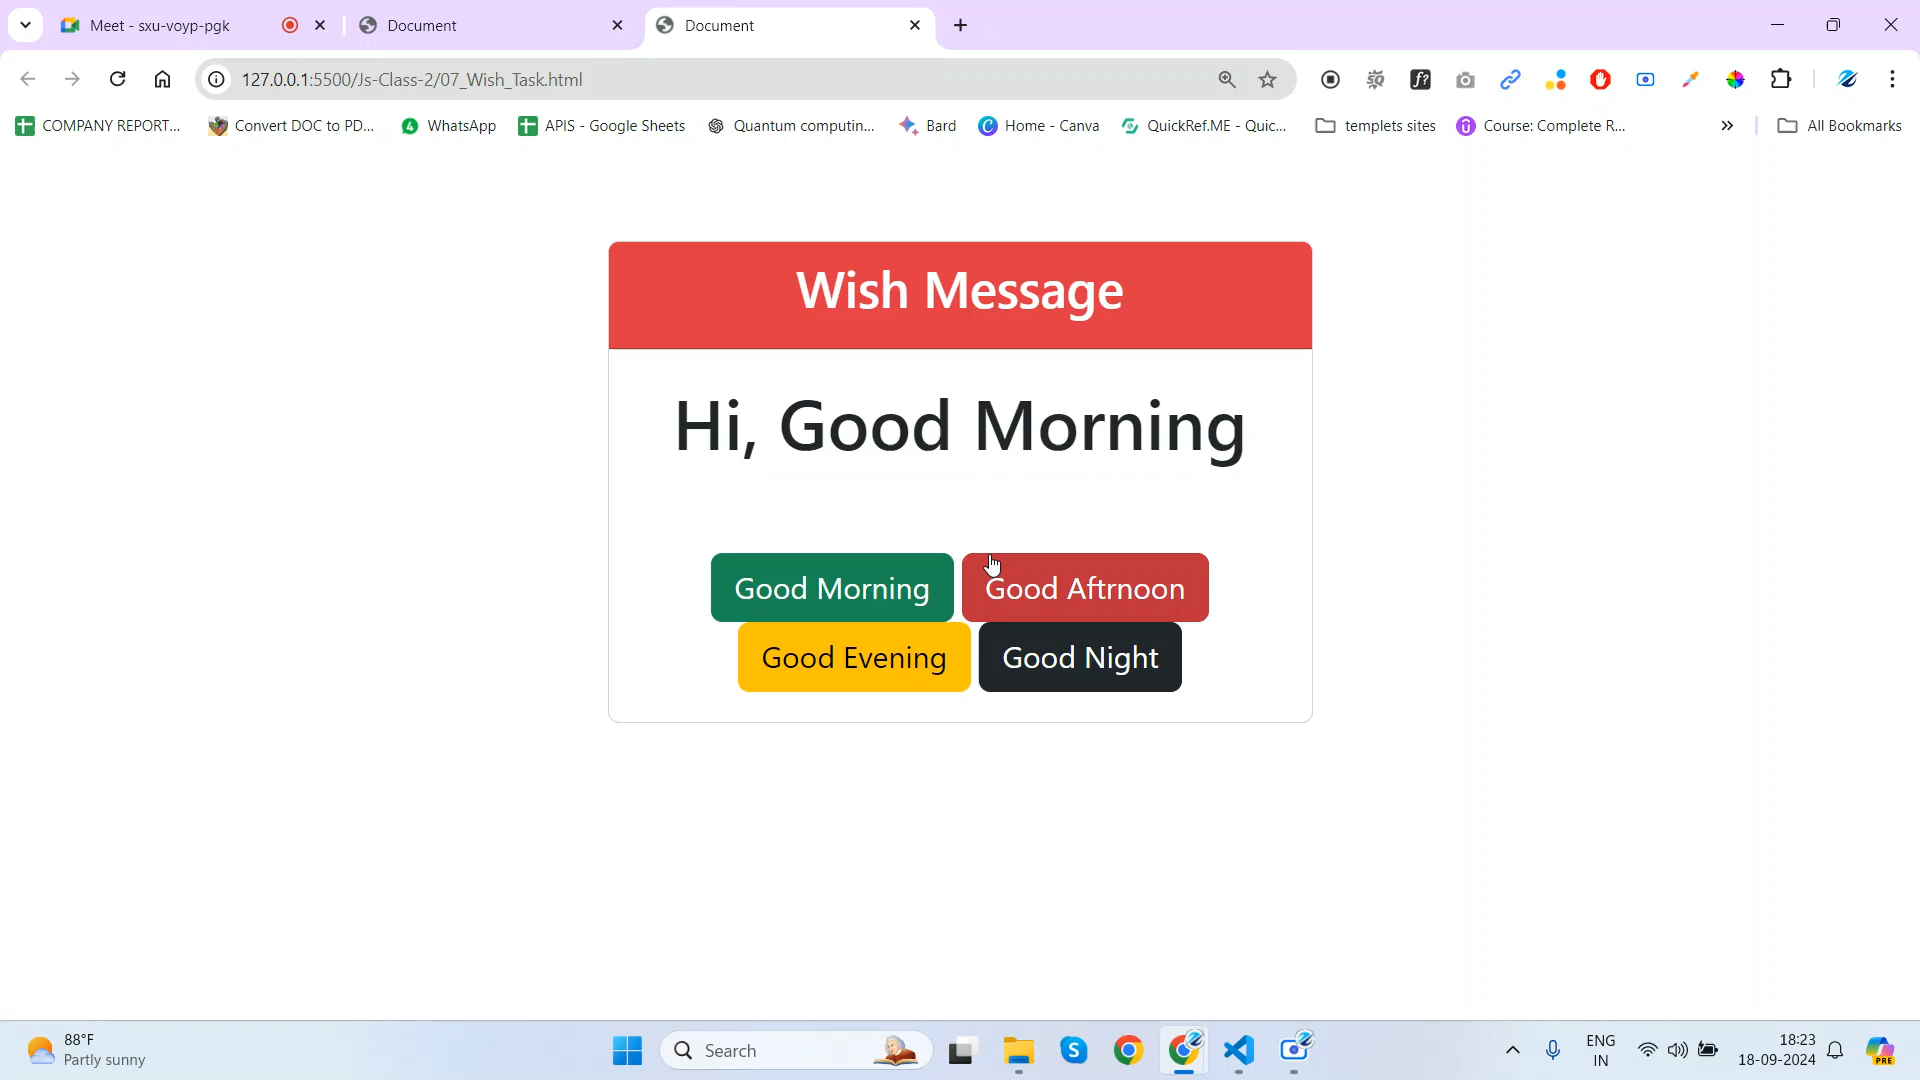 Meet - sxu-voyp-pgk
Document
Document
127.0.0.1:5500/Js-Class-2/07_Wish_Task.html
COMPANY REPORT...
Convert DOC to PD...
WhatsApp
APIS - Google Sheets
Quantum computin...
Bard
Home - Canva
QuickRef.ME - Quic...
templets sites
Course: Complete R...
All Bookmarks
Wish Message
Hi, Good Morning
Good Morning
Good Aftrnoon
Good Evening
Good Night
88°F
Partly sunny
Search
ENG
IN
18:23
18-09-2024
PRE